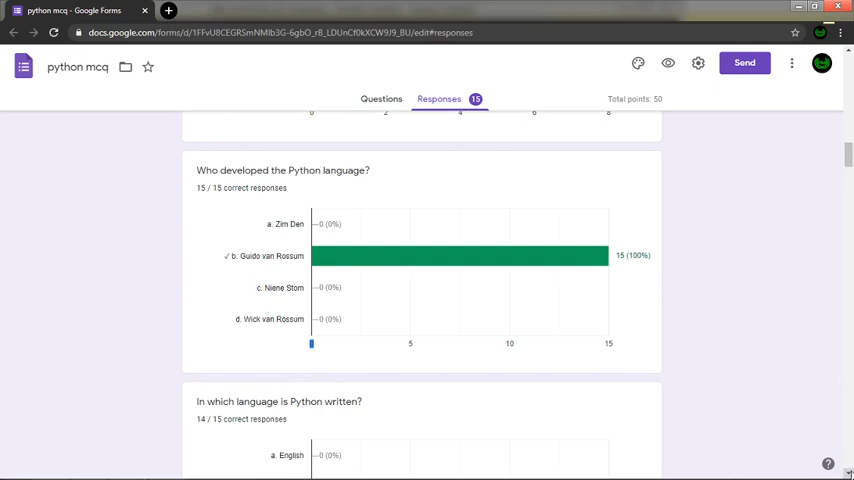 python mcq - Google Forms
docs.google.com/forms/d/1FFvU8CEGRSmNMIb3G-6gbO_rB_LDUnCf0kXCW9J9_BU/edit#responses
python mcq
Send
Questions
Responses 15
Total points: 50
0 2 4 6 8
Who developed the Python language?
15 / 15 correct responses
a. Zim Den
0 (0%)
✓ b. Guido van Rossum
15 (100%)
c. Niene Stom
0 (0%)
d. Wick van Rossum
0 (0%)
5 10 15
In which language is Python written?
14 / 15 correct responses
a. English
0 (0%)